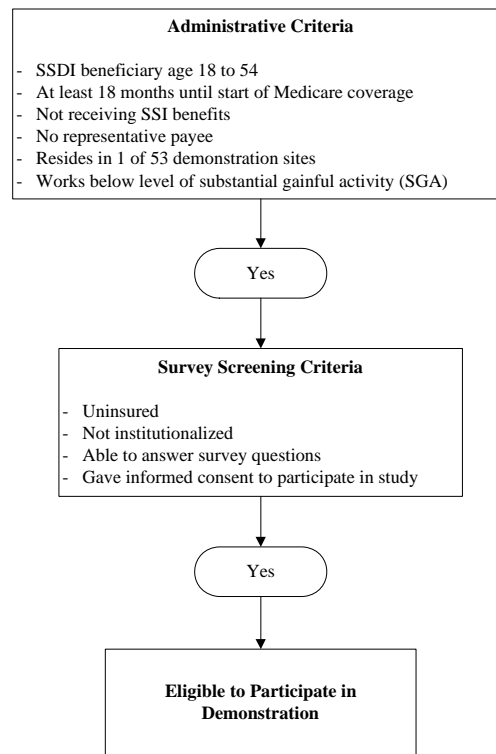 Administrative Criteria
- SSDI beneficiary age 18 to 54
- At least 18 months until start of Medicare coverage
- Not receiving SSI benefits
- No representative payee
- Resides in 1 of 53 demonstration sites
- Works below level of substantial gainful activity (SGA)
Yes
Survey Screening Criteria
- Uninsured
- Not institutionalized
- Able to answer survey questions
- Gave informed consent to participate in study
Yes
Eligible to Participate in
Demonstration